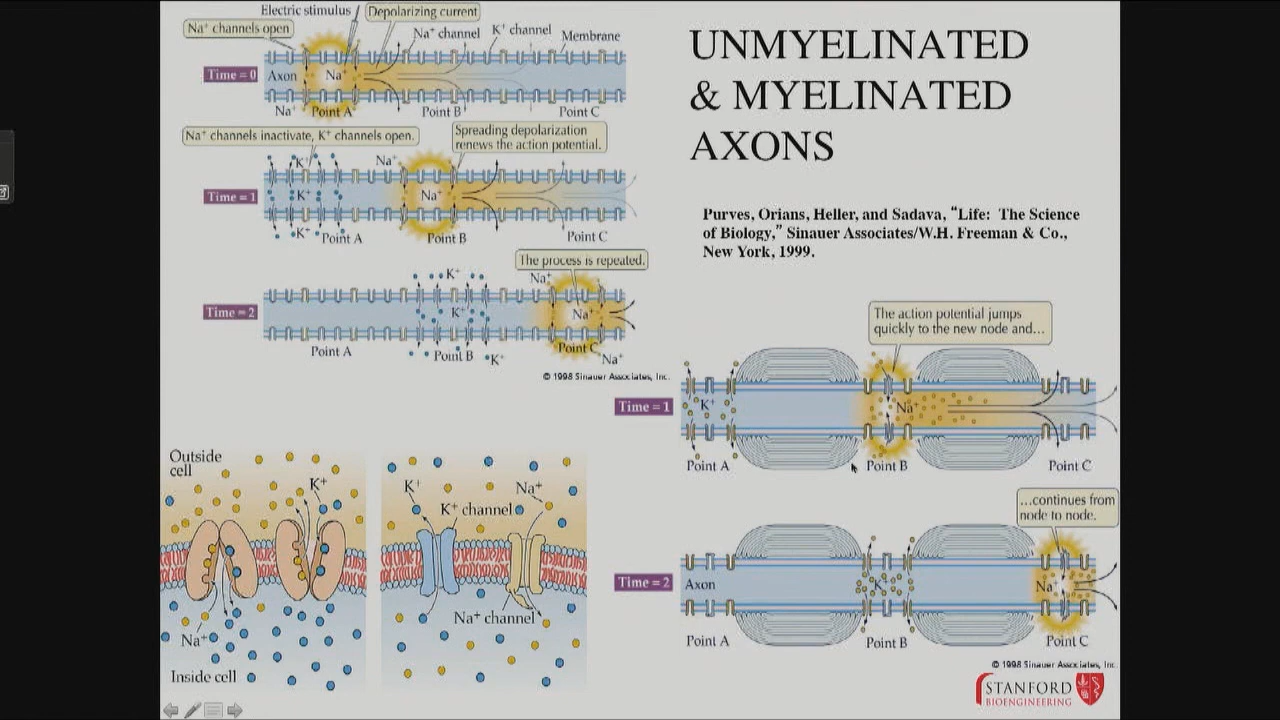 Electric stimulus
Depolarizing current
Na⁺ channels open
Na⁺ channel
K⁺ channel
Membrane
Time = 0
Axon
Na⁺
Na⁺
Point A
Point B
Point C
Na⁺ channels inactivate, K⁺ channels open.
Spreading depolarization
renews the action potential.
K⁺
Na⁺
Time = 1
K⁺
Na⁺
K⁺
Point A
Point B
Point C
The process is repeated.
K⁺
Na⁺
Time = 2
K⁺
Na⁺
Point A
Point B
K⁺
Point C
Na⁺
© 1998 Sinauer Associates, Inc.
UNMYELINATED
& MYELINATED
AXONS
Purves, Orians, Heller, and Sadava, “Life: The Science
of Biology,” Sinauer Associates/W.H. Freeman & Co.,
New York, 1999.
The action potential jumps
quickly to the new node and...
Time = 1
K⁺
Na⁺
Point A
Point B
Point C
...continues from
node to node.
Time = 2
Axon
K⁺
Na⁺
Point A
Point B
Point C
© 1998 Sinauer Associates, Inc.
Outside
cell
K⁺
Na⁺
Inside cell
K⁺
Na⁺
K⁺ channel
Na⁺ channel
STANFORD
BIOENGINEERING